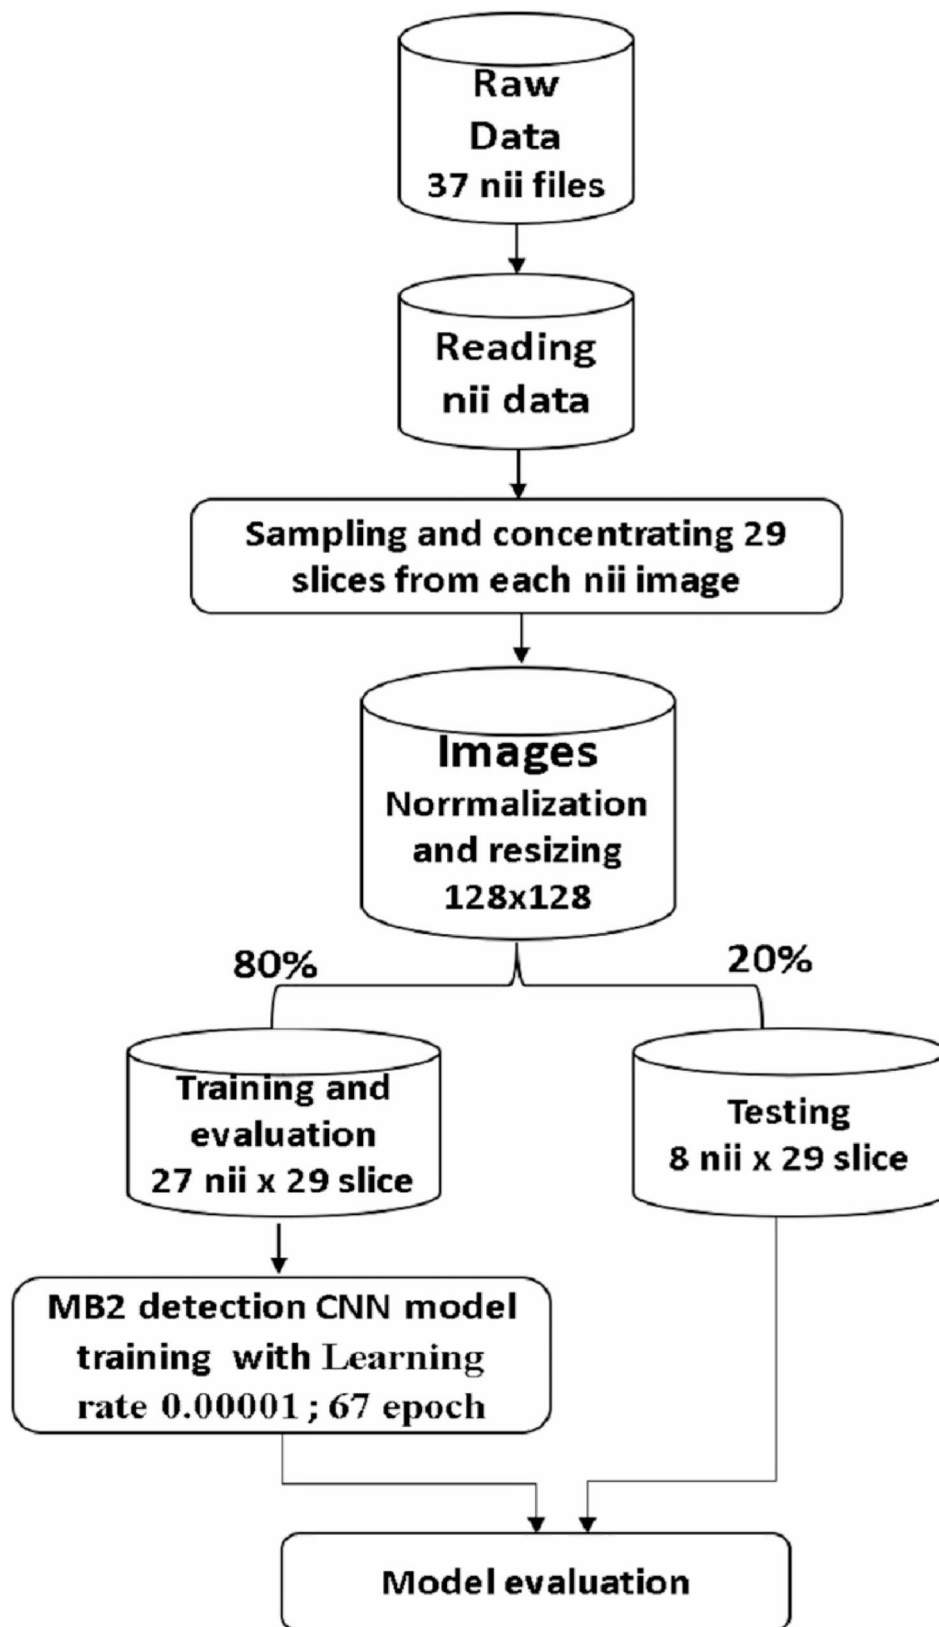 Raw
Data
37 nii files
Reading
nii data
Sampling and concentrating 29
slices from each nii image
Images
Norrmalization
and resizing
128x128
80%
20%
Training and
evaluation
27 nii x 29 slice
Testing
8 nii x 29 slice
MB2 detection CNN model
training with Learning
rate 0.00001 ; 67 epoch
Model evaluation